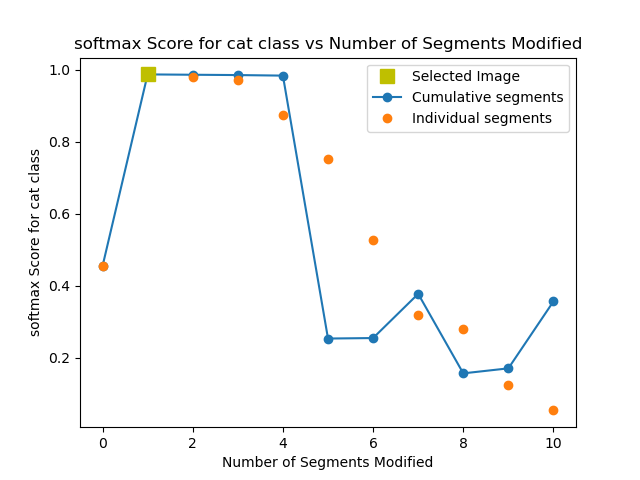 softmax Score for cat class vs Number of Segments Modified
1.0
0.8
0.6
0.4
0.2
softmax Score for cat class
Selected Image
Cumulative segments
Individual segments
0
2
4
6
8
10
Number of Segments Modified